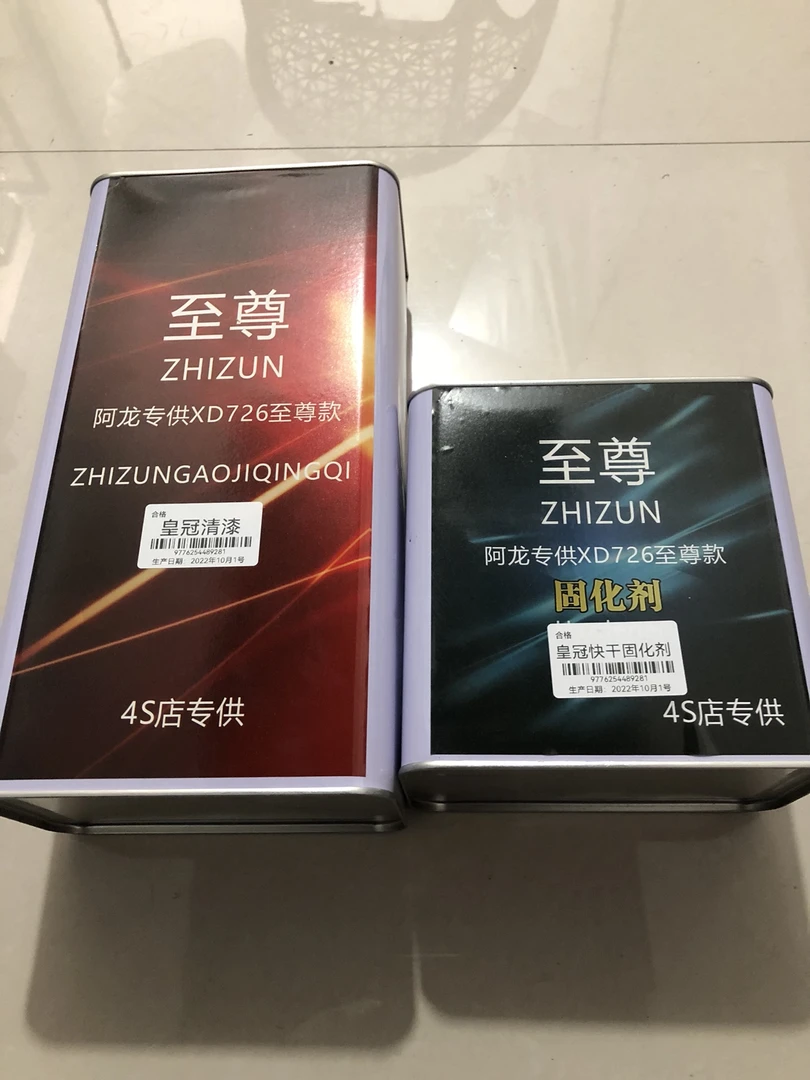 至尊
ZHIZUN
阿龙专供XD726至尊款
ZHIZUNGAOJIQINGQI
合格
皇冠清漆
9776254489281
生产日期：2022年10月1号
4S店专供
至尊
ZHIZUN
阿龙专供XD726至尊款
固化剂
合格
皇冠快干固化剂
9776254489281
生产日期：2022年10月1号
4S店专供